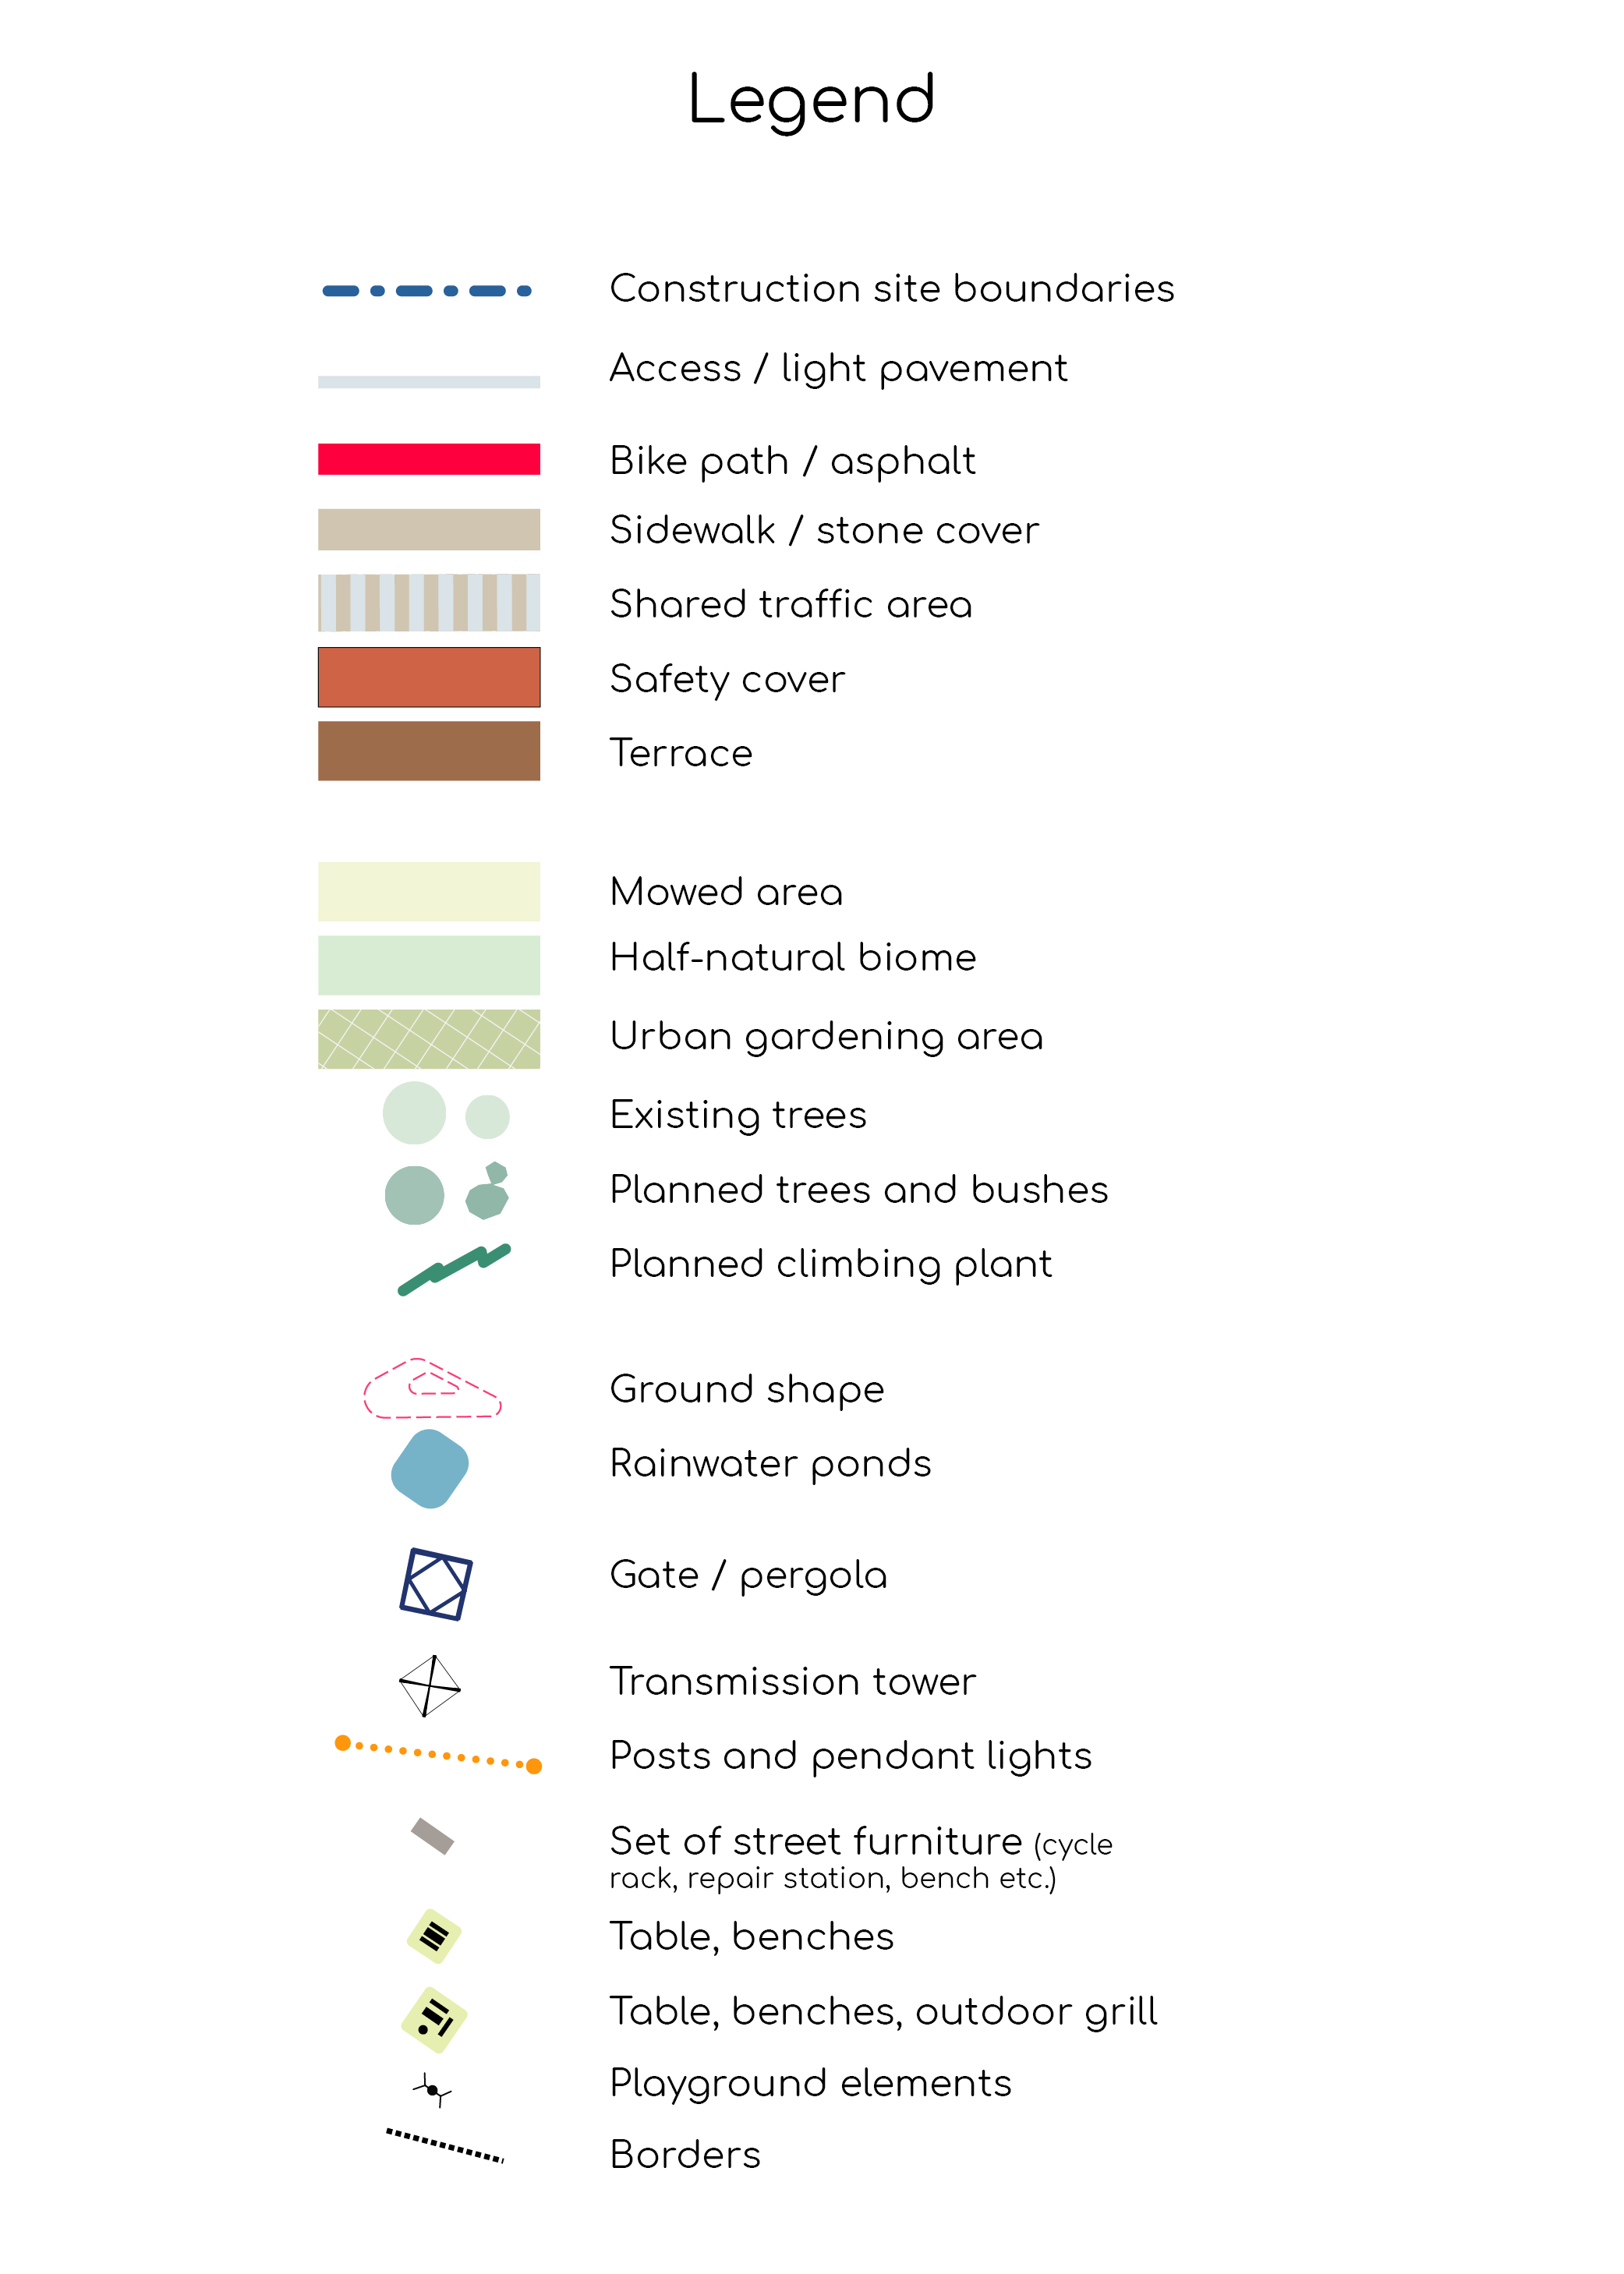 Legend
Construction site boundaries
Access / light pavement
Bike path / asphalt
Sidewalk / stone cover
Shared traffic area
Safety cover
Terrace
Mowed area
Half-natural biome
Urban gardening area
Existing trees
Planned trees and bushes
Planned climbing plant
Ground shape
Rainwater ponds
Gate / pergola
Transmission tower
Posts and pendant lights
Set of street furniture (cycle
rack, repair station, bench etc.)
Table, benches
Table, benches, outdoor grill
Playground elements
Borders